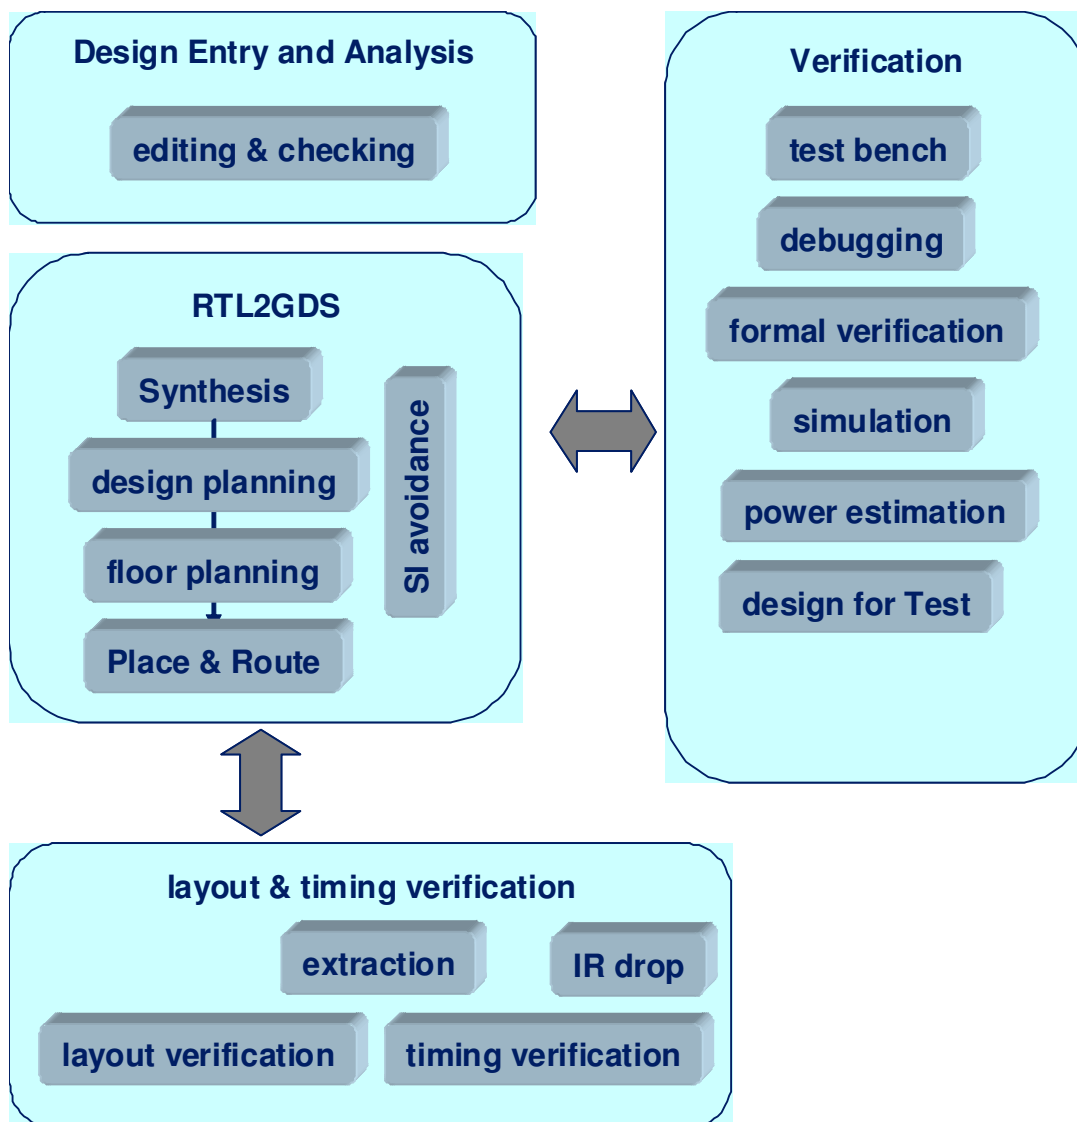 Design Entry and Analysis
editing & checking
RTL2GDS
Synthesis
design planning
floor planning
Place & Route
SI avoidance
Verification
test bench
debugging
formal verification
simulation
power estimation
design for Test
layout & timing verification
extraction
IR drop
layout verification
timing verification